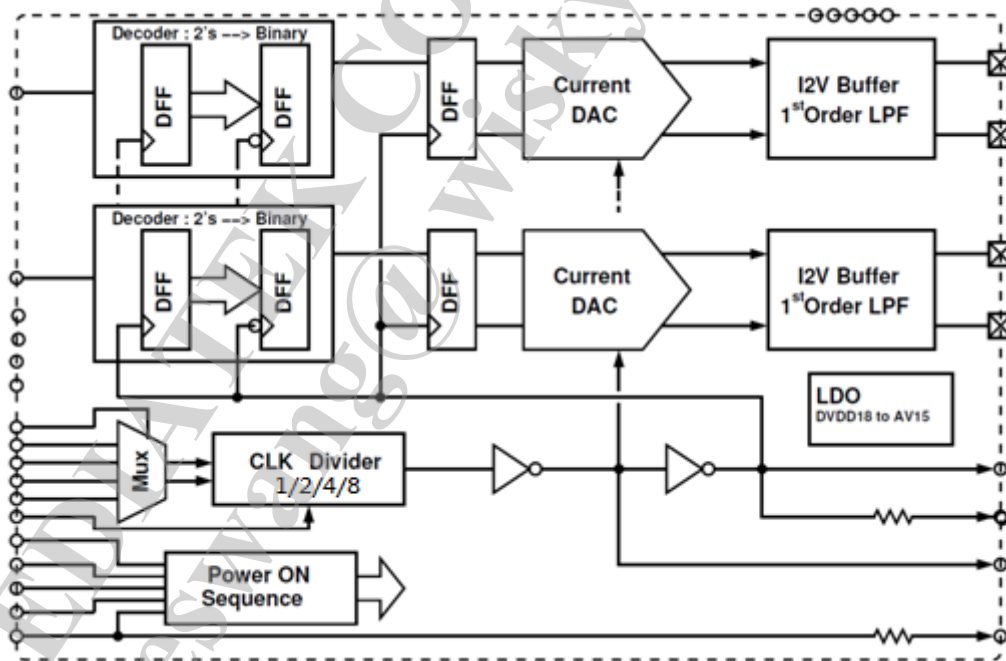 Decoder : 2's --> Binary
DFF
DFF
DFF
Current
DAC
I2V Buffer
1stOrder LPF
Decoder : 2's --> Binary
DFF
DFF
DFF
Current
DAC
I2V Buffer
1stOrder LPF
LDO
DVDD18 to AV15
Mux
CLK Divider
1/2/4/8
Power ON
Sequence